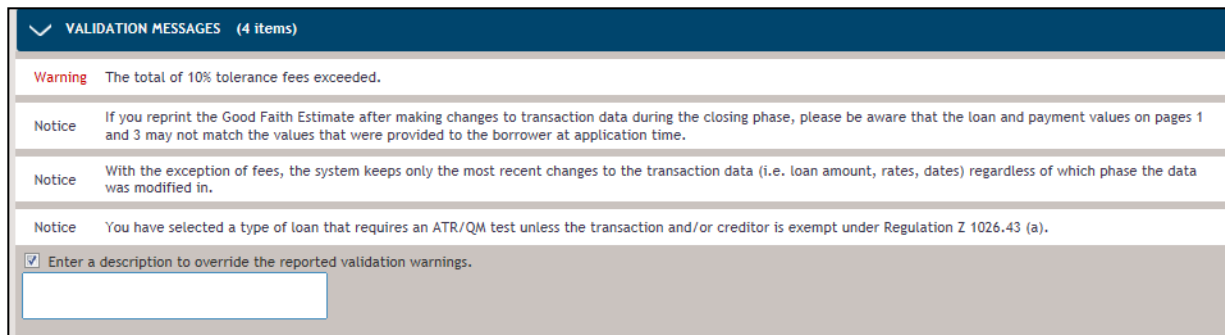 VALIDATION MESSAGES (4 items)
Warning The total of 10% tolerance fees exceeded.
Notice If you reprint the Good Faith Estimate after making changes to transaction data during the closing phase, please be aware that the loan and payment values on pages 1
and 3 may not match the values that were provided to the borrower at application time.
Notice With the exception of fees, the system keeps only the most recent changes to the transaction data (i.e. loan amount, rates, dates) regardless of which phase the data
was modified in.
Notice You have selected a type of loan that requires an ATR/QM test unless the transaction and/or creditor is exempt under Regulation Z 1026.43 (a).
Enter a description to override the reported validation warnings.